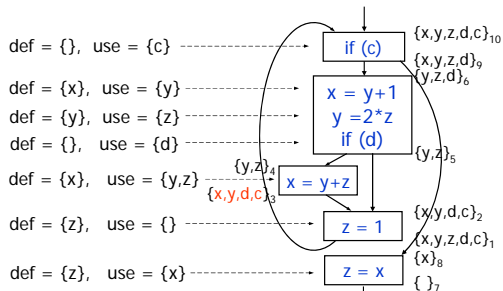 {x,y,z,d,c}10
def = {}, use = {c}
if (c)
{x,y,z,d}9
{y,z,d}6
def = {x}, use = {y}
x = y+1
def = {y}, use = {z}
y =2*z
def = {}, use = {d}
if (d)
{y,z}5
{y,z}4
def = {x}, use = {y,z}
x = y+z
{x,y,d,c}3
{x,y,d,c}2
def = {z}, use = {}
z = 1
{x,y,z,d,c}1
{x}8
def = {z}, use = {x}
z = x
{ }7